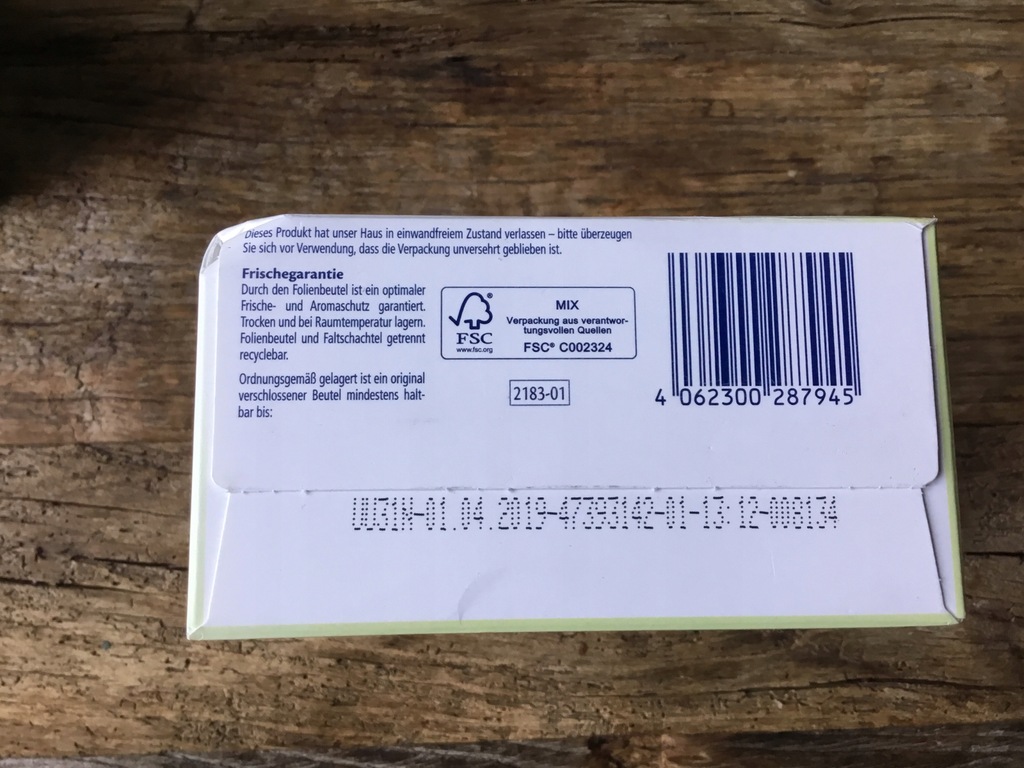 Dieses Produkt hat unser Haus in einwandfreiem Zustand verlassen – bitte überzeugen
Sie sich vor Verwendung, dass die Verpackung unversehrt geblieben ist.
Frischegarantie
Durch den Folienbeutel ist ein optimaler
Frische- und Aromaschutz garantiert.
Trocken und bei Raumtemperatur lagern.
Folienbeutel und Faltschachtel getrennt
recyclebar.
Ordnungsgemäß gelagert ist ein original
verschlossener Beutel mindestens halt-
bar bis:
FSC®
www.fsc.org
MIX
Verpackung aus verantwor-
tungsvollen Quellen
FSC® C002324
2183-01
4 062300 287945
01.04.2019-47393142-01-13:12-008134